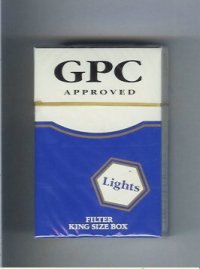 GPC
APPROVED
Lights
FILTER
KING SIZE BOX